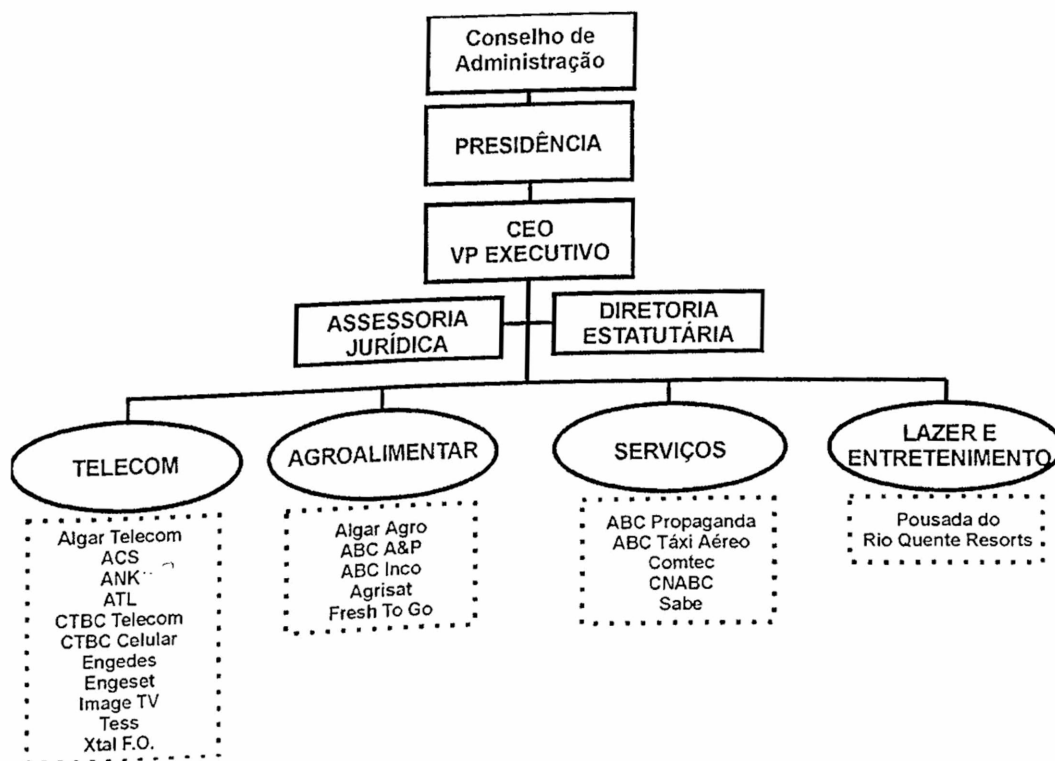 Conselho de
Administração
PRESIDÊNCIA
CEO
VP EXECUTIVO
ASSESSORIA
JURÍDICA
DIRETORIA
ESTATUTÁRIA
TELECOM
Algar Telecom
ACS
ANK
ATL
CTBC Telecom
CTBC Celular
Engedes
Engeset
Image TV
Tess
Xtal F.O.
AGROALIMENTAR
Algar Agro
ABC A&P
ABC Inco
Agrisat
Fresh To Go
SERVIÇOS
ABC Propaganda
ABC Táxi Aéreo
Comtec
CNABC
Sabe
LAZER E
ENTRETENIMENTO
Pousada do
Rio Quente Resorts